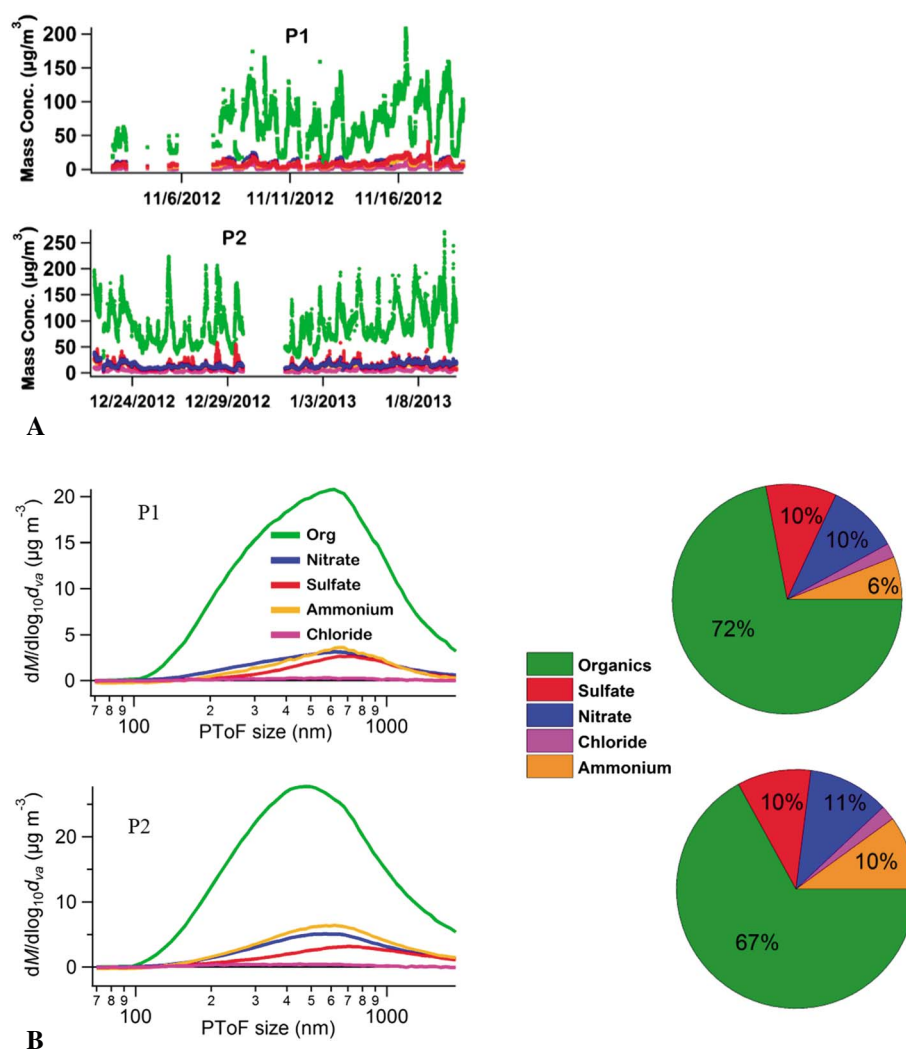 A
P1
Mass Conc. (µg/m³)
200
150
100
50
0
11/6/2012 11/11/2012 11/16/2012
P2
Mass Conc. (µg/m³)
250
200
150
100
50
0
12/24/2012 12/29/2012 1/3/2013 1/8/2013
A
P1
dM/dlog₁₀dva (µg m⁻³)
20
15
10
5
0
Org
Nitrate
Sulfate
Ammonium
Chloride
7 8 9 100 2 3 4 5 6 7 8 9 1000
PToF size (nm)
10%
10%
6%
72%
Organics
Sulfate
Nitrate
Chloride
Ammonium
P2
dM/dlog₁₀dva (µg m⁻³)
20
10
0
7 8 9 100 2 3 4 5 6 7 8 9 1000
PToF size (nm)
10%
11%
10%
67%
B